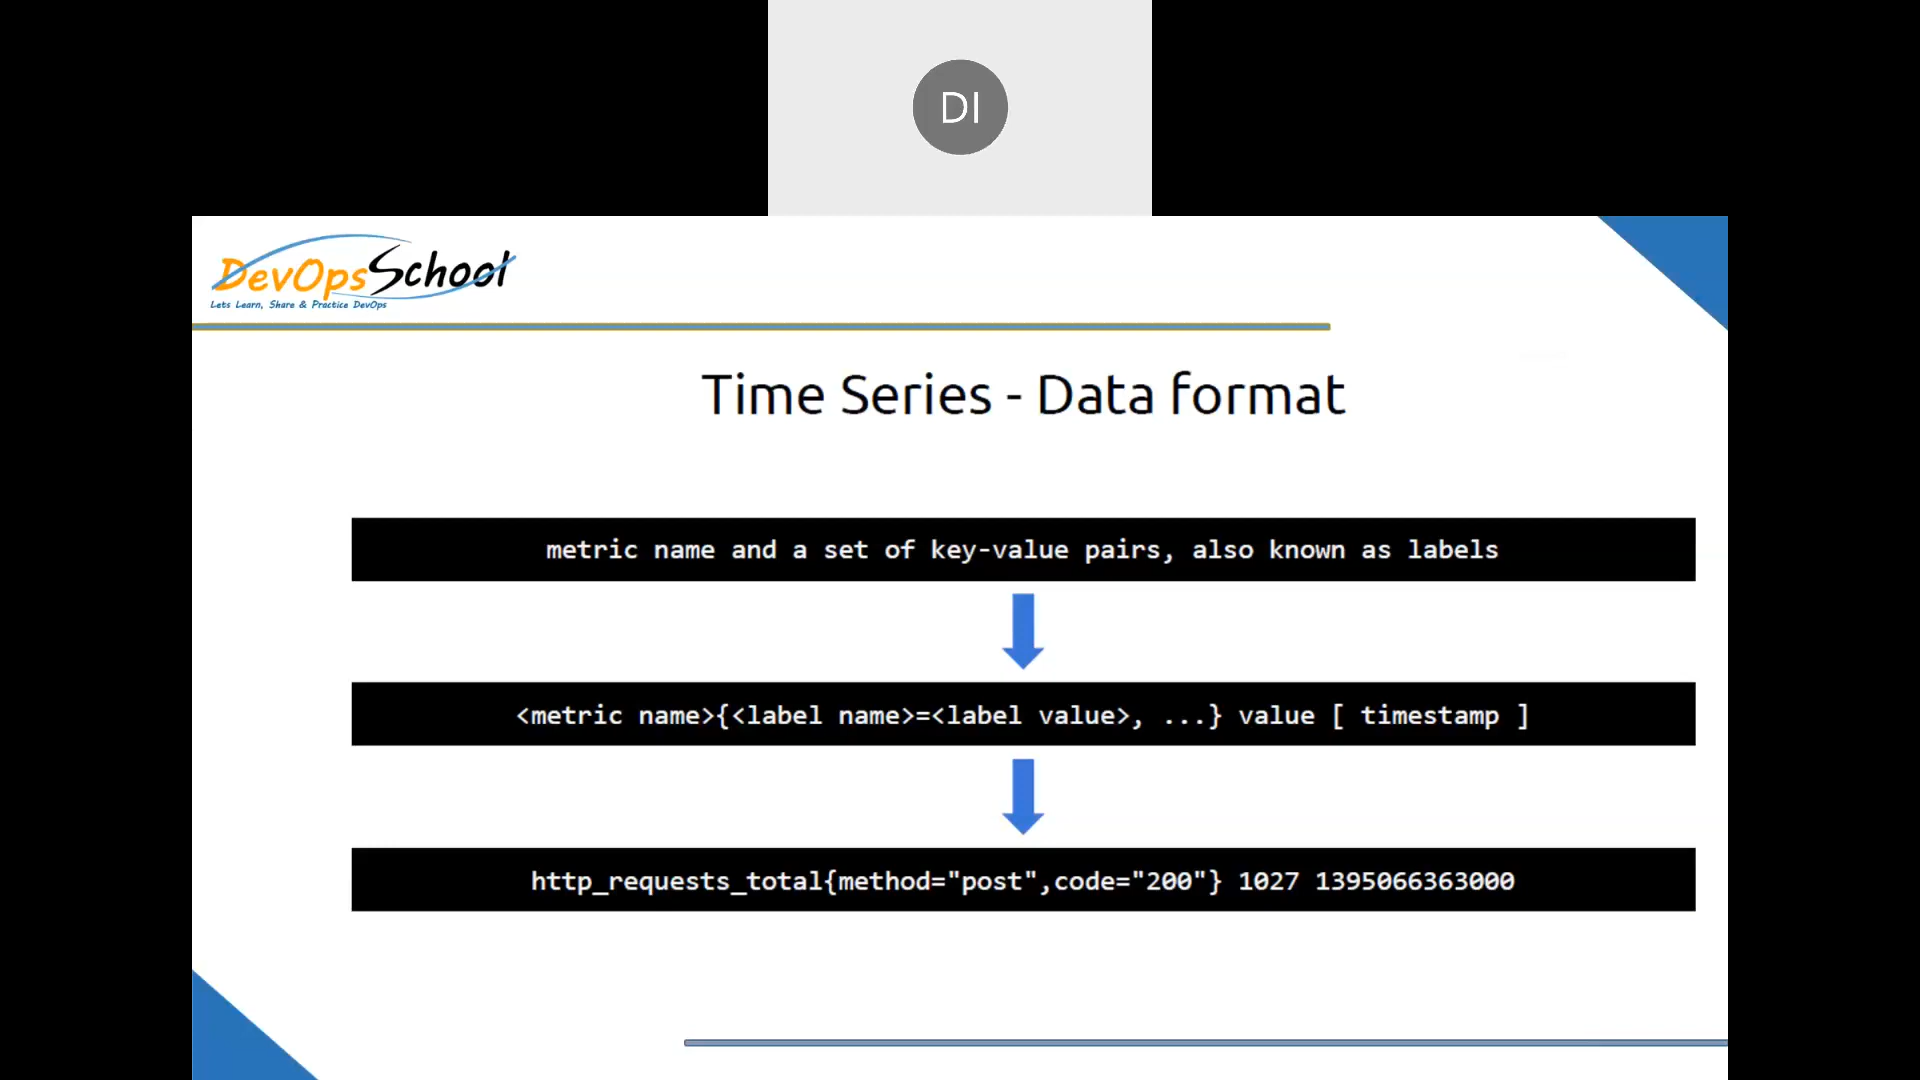 DI
DevOpsSchool
Lets Learn, Share & Practice DevOps
Time Series - Data format
metric name and a set of key-value pairs, also known as labels
<metric name>{<label name>=<label value>, ...} value [ timestamp ]
http_requests_total{method="post",code="200"} 1027 1395066363000